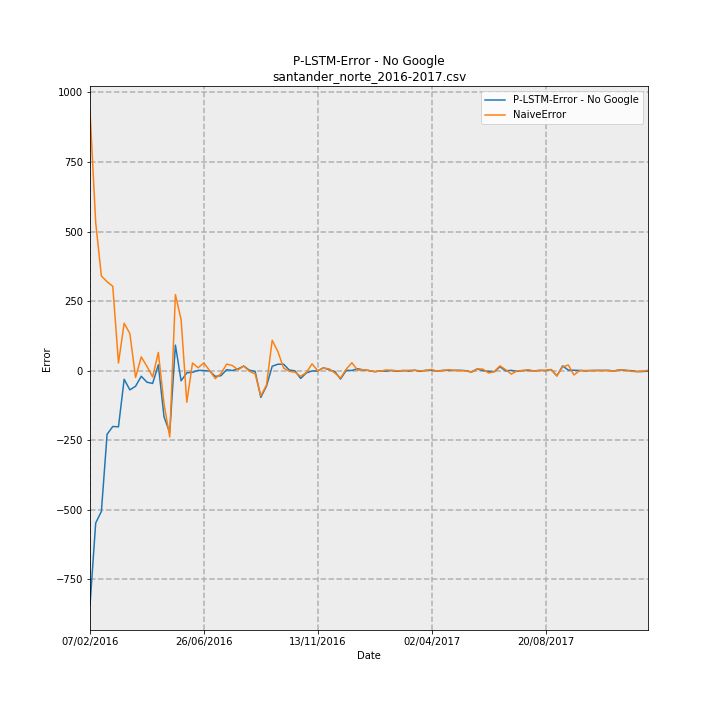 P-LSTM-Error - No Google
santander_norte_2016-2017.csv
P-LSTM-Error - No Google
NaiveError
Error
1000
750
500
250
0
−250
−500
−750
07/02/2016 26/06/2016 13/11/2016 02/04/2017 20/08/2017
Date